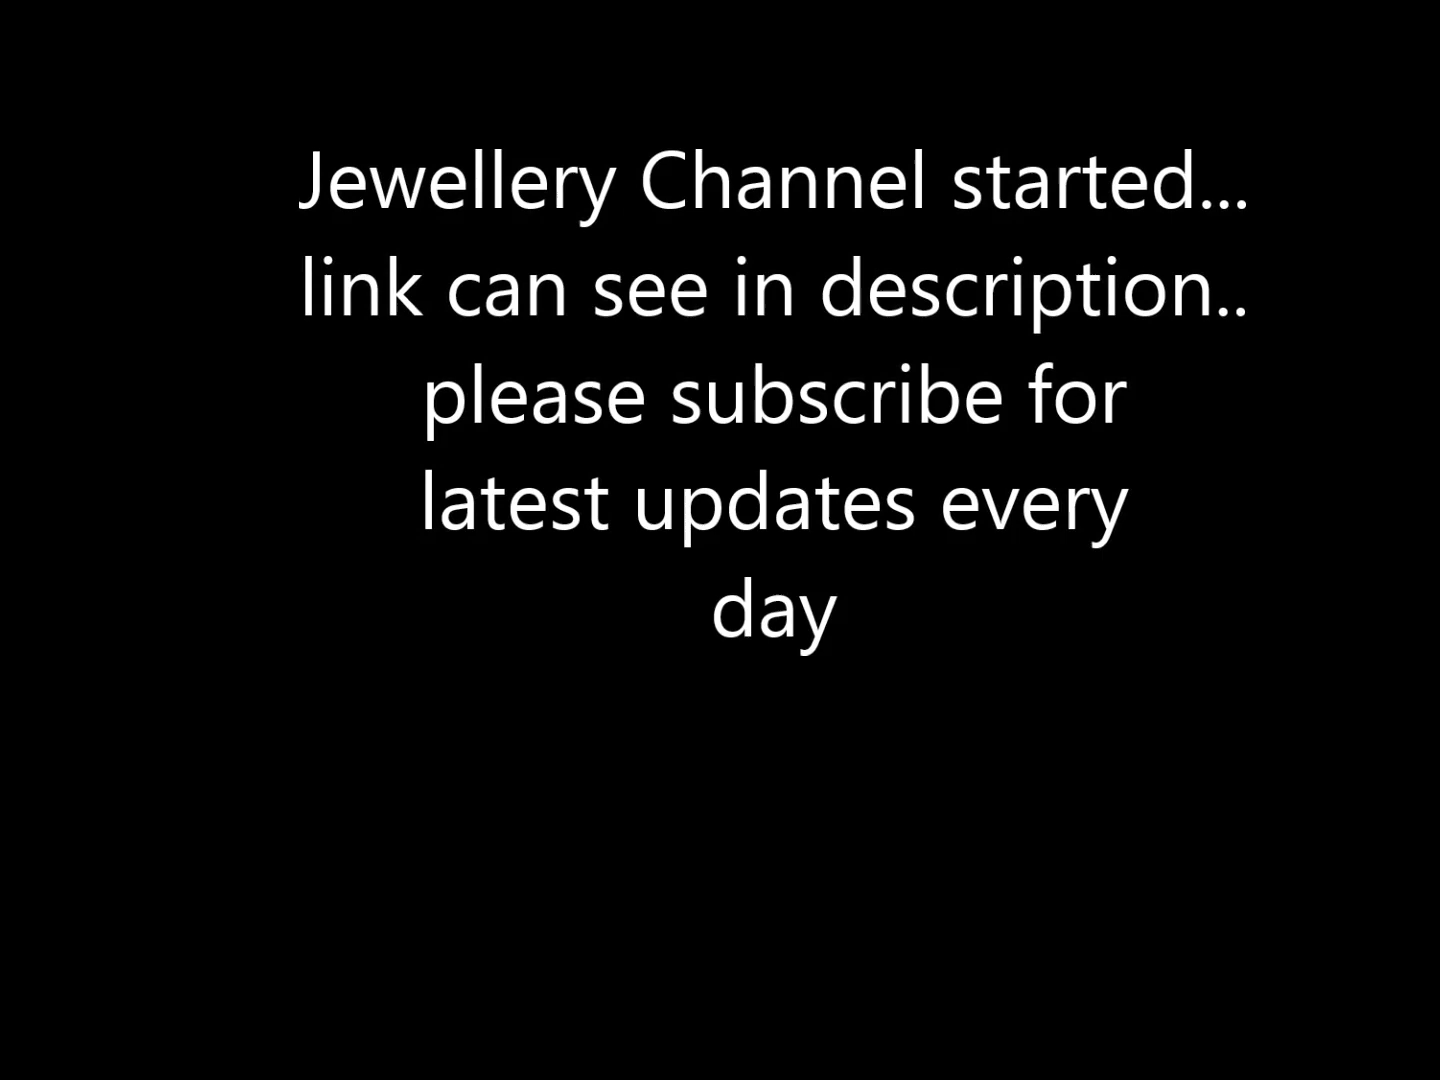 Jewellery Channel started...
link can see in description..
please subscribe for
latest updates every
day